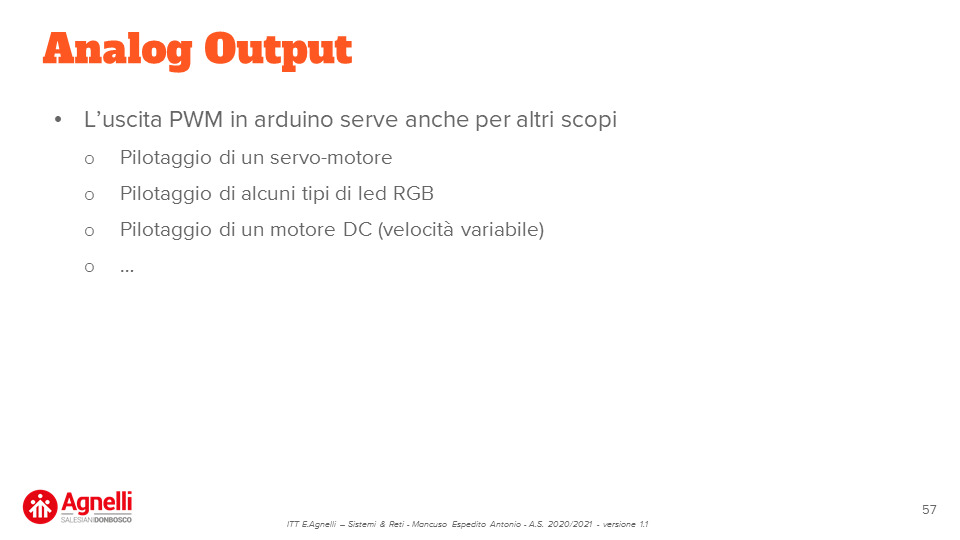 Analog Output
• L’uscita PWM in arduino serve anche per altri scopi
o Pilotaggio di un servo-motore
o Pilotaggio di alcuni tipi di led RGB
o Pilotaggio di un motore DC (velocità variabile)
o …
Agnelli
SALESIANI DONBOSCO
ITT E.Agnelli – Sistemi & Reti - Mancuso Espedito Antonio - A.S. 2020/2021 - versione 1.1
57